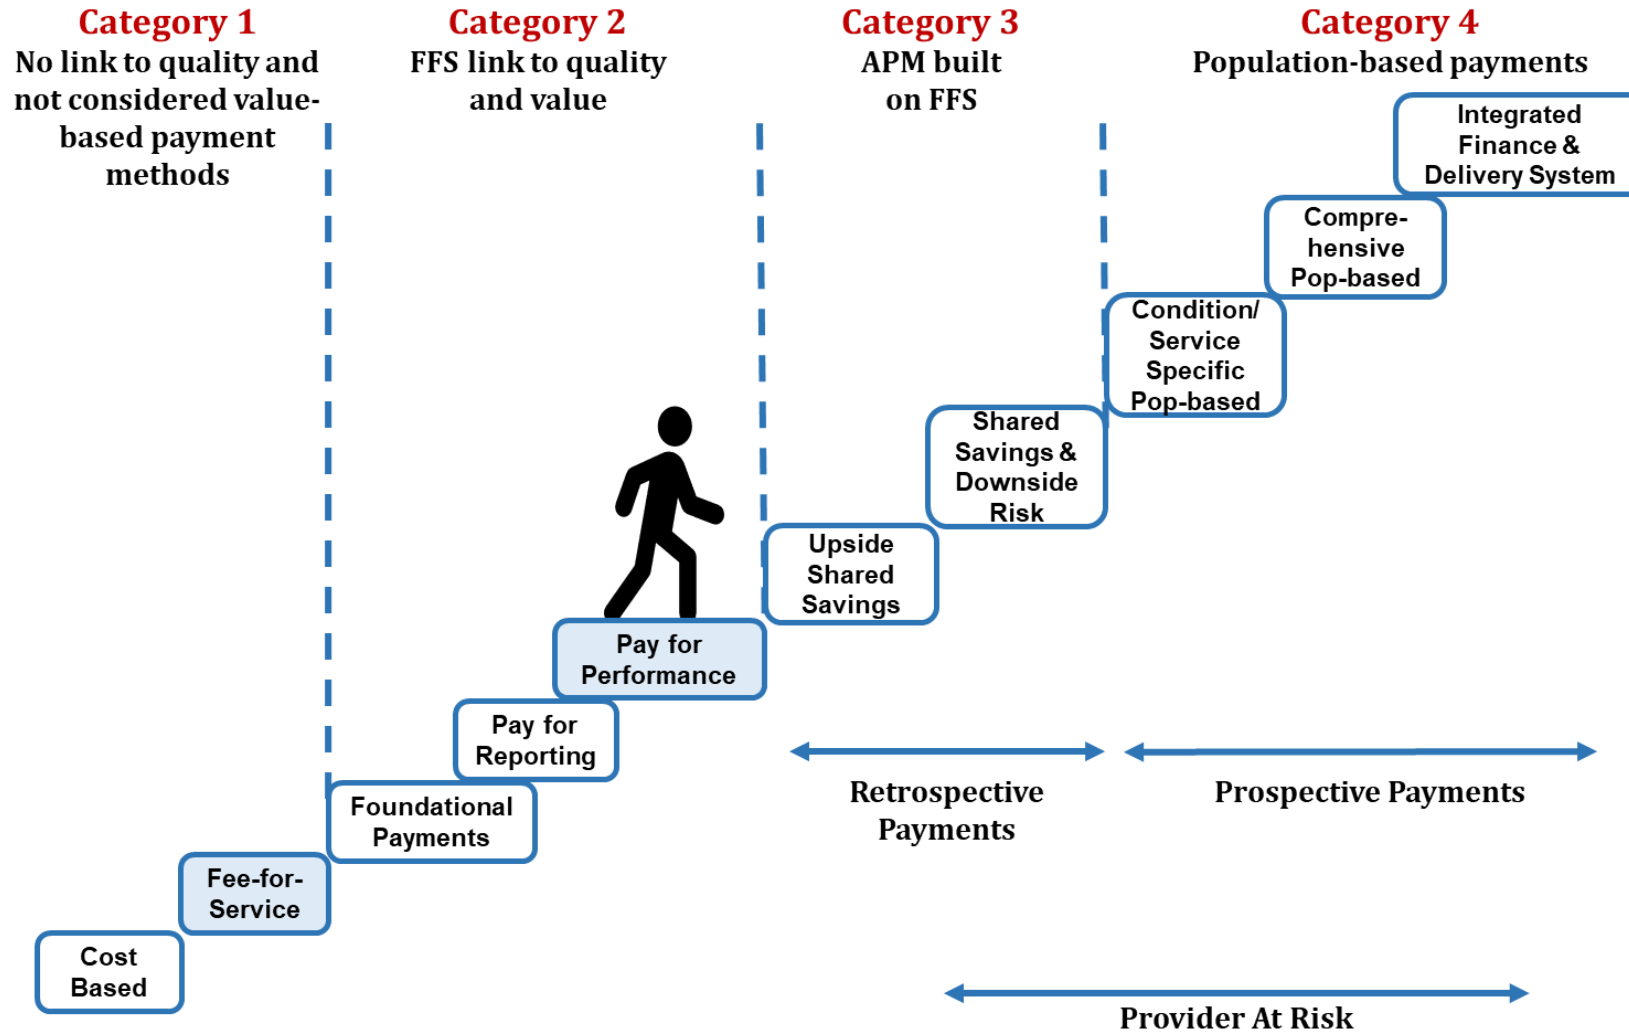 Category 1
No link to quality and
not considered value-
based payment
methods
Category 2
FFS link to quality
and value
Category 3
APM built
on FFS
Category 4
Population-based payments
Integrated
Finance &
Delivery System
Compre-
hensive
Pop-based
Condition/
Service
Specific
Pop-based
Shared
Savings &
Downside
Risk
Upside
Shared
Savings
Pay for
Performance
Pay for
Reporting
Foundational
Payments
Fee-for-
Service
Cost
Based
Retrospective
Payments
Prospective Payments
Provider At Risk